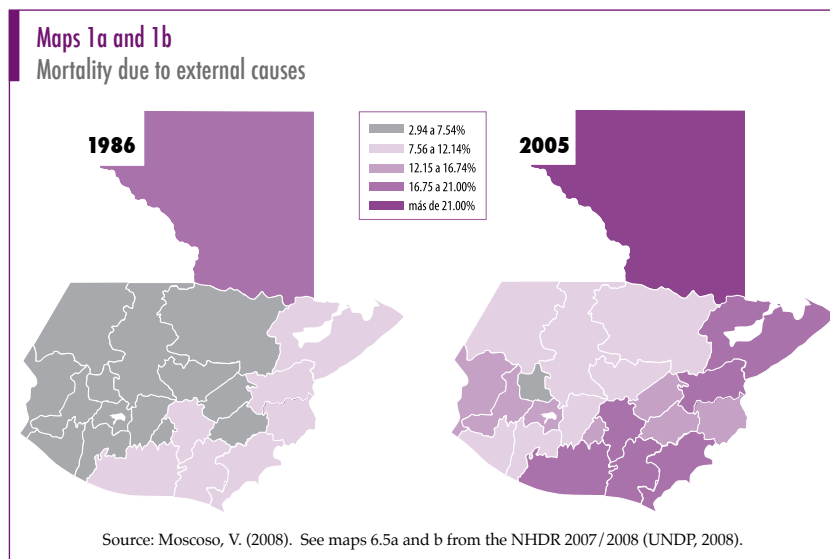 Maps 1a and 1b
Mortality due to external causes
1986
2.94 a 7.54%
7.56 a 12.14%
12.15 a 16.74%
16.75 a 21.00%
más de 21.00%
2005
Source: Moscoso, V. (2008). See maps 6.5a and b from the NHDR 2007/2008 (UNDP, 2008).